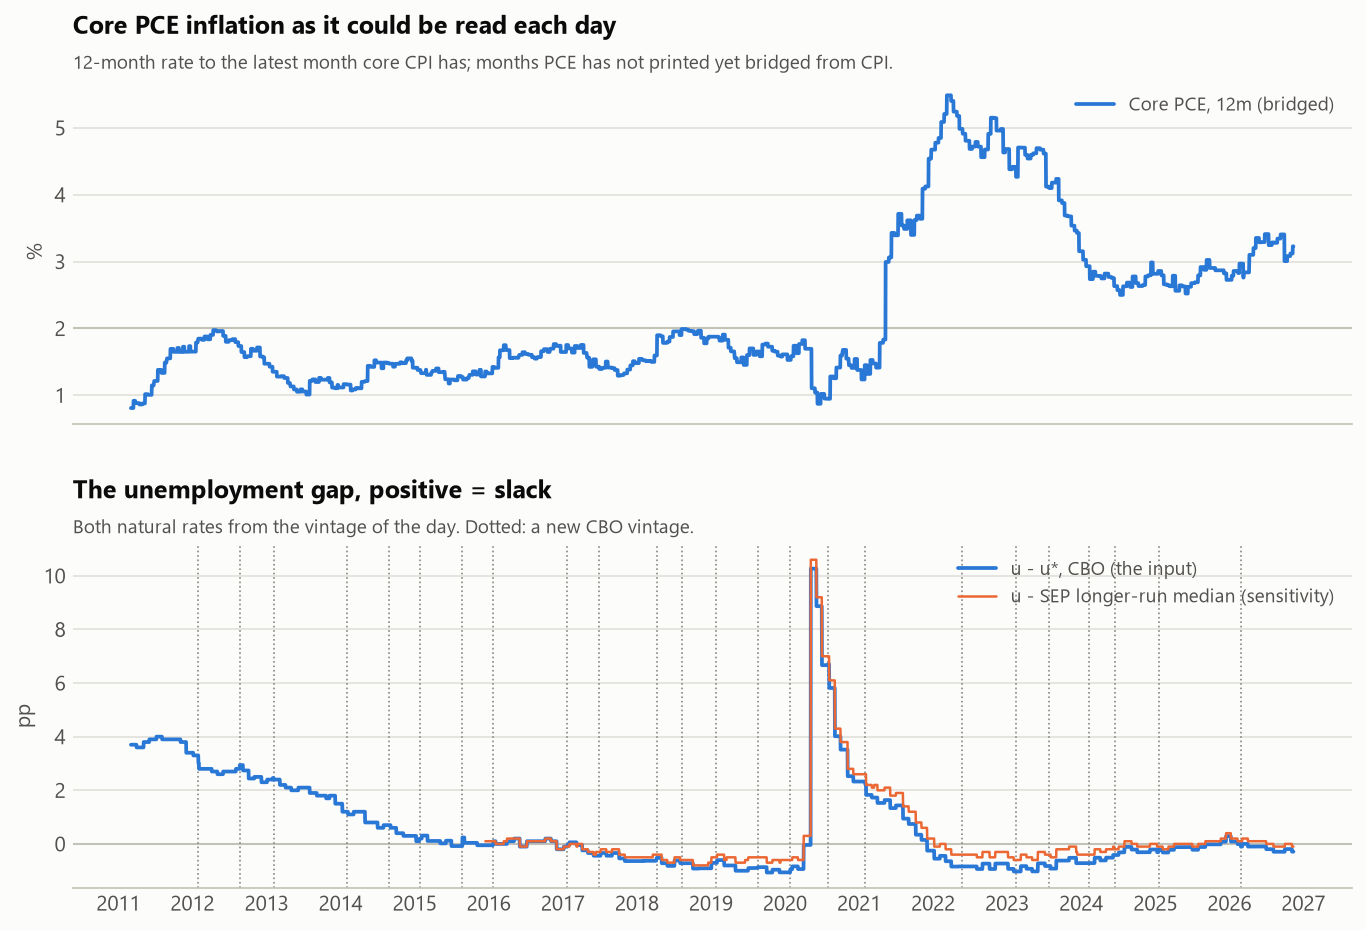 Core PCE inflation as it could be read each day
12-month rate to the latest month core CPI has; months PCE has not printed yet bridged from CPI.
Core PCE, 12m (bridged)
5
4
3
2
1
%
The unemployment gap, positive = slack
Both natural rates from the vintage of the day. Dotted: a new CBO vintage.
u - u*, CBO (the input)
u - SEP longer-run median (sensitivity)
10
8
6
4
2
0
pp
2011 2012 2013 2014 2015 2016 2017 2018 2019 2020 2021 2022 2023 2024 2025 2026 2027